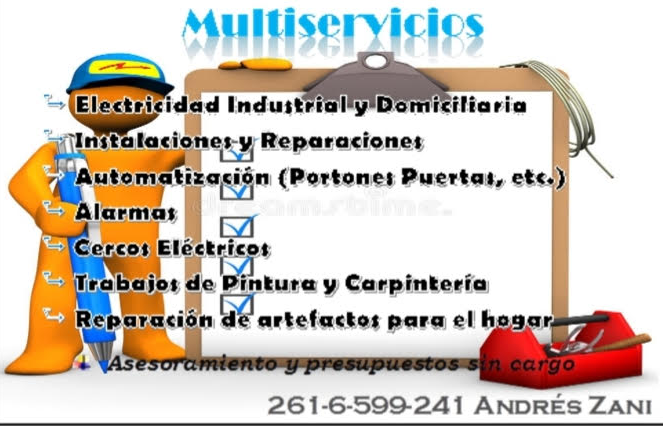 Multiservicios
Electricidad Industrial y Domiciliaria
Instalaciones y Reparaciones
Automatización (Portones Puertas, etc.)
Alarmas
dreamstime.
Cercos Eléctricos
Trabajos de Pintura y Carpintería
Reparación de artefactos para el hogar
Asesoramiento y presupuestos sin cargo
261-6-599-241 Andrés Zani